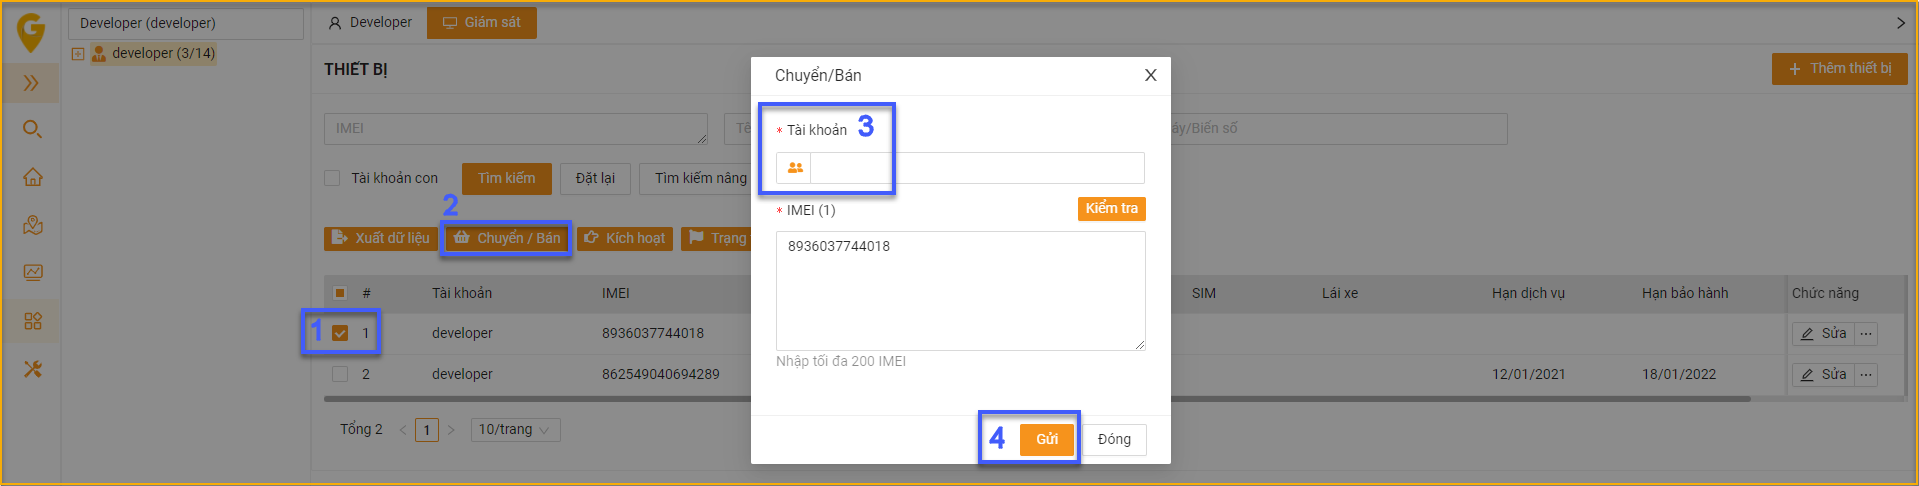 G
Developer (developer)
developer (3/14)
Developer
Giám sát
THIẾT BỊ
Thêm thiết bị
IMEI
Tê
áy/Biển số
Tài khoản con
Tìm kiếm
Đặt lại
Tìm kiếm nâng
2
Xuất dữ liệu
Chuyển / Bán
Kích hoạt
Trạng
#
Tài khoản
IMEI
SIM
Lái xe
Hạn dịch vụ
Hạn bảo hành
Chức năng
1
1
developer
8936037744018
Sửa
...
2
developer
862549040694289
12/01/2021
18/01/2022
Sửa
...
Tổng 2
<
1
>
10/trang
Chuyển/Bán
X
* Tài khoản
3
* IMEI (1)
Kiểm tra
8936037744018
Nhập tối đa 200 IMEI
4
Gửi
Đóng